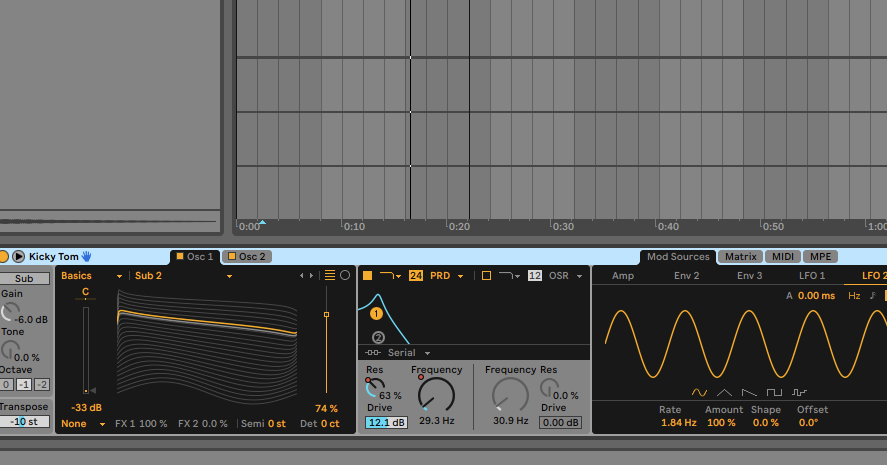 0:00 0:10 0:20 0:30 0:40 0:50 1:00
Kicky Tom Osc 1 Osc 2 Mod Sources Matrix MIDI MPE
Sub Basics Sub 2 24 PRD 12 OSR Amp Env 2 Env 3 LFO 1 LFO 2
Gain C A 0.00 ms Hz
-6.0 dB 1
Tone 2
0.0 % Serial
Octave Res Frequency Frequency Res
0 -1 -2 63 % 0.0 %
-33 dB 74 % Drive Drive Rate Amount Shape Offset
Transpose 12.1 dB 29.3 Hz 30.9 Hz 0.00 dB 1.84 Hz 100 % 0.0 % 0.0°
-10 st None FX 1 100 % FX 2 0.0 % Semi 0 st Det 0 ct